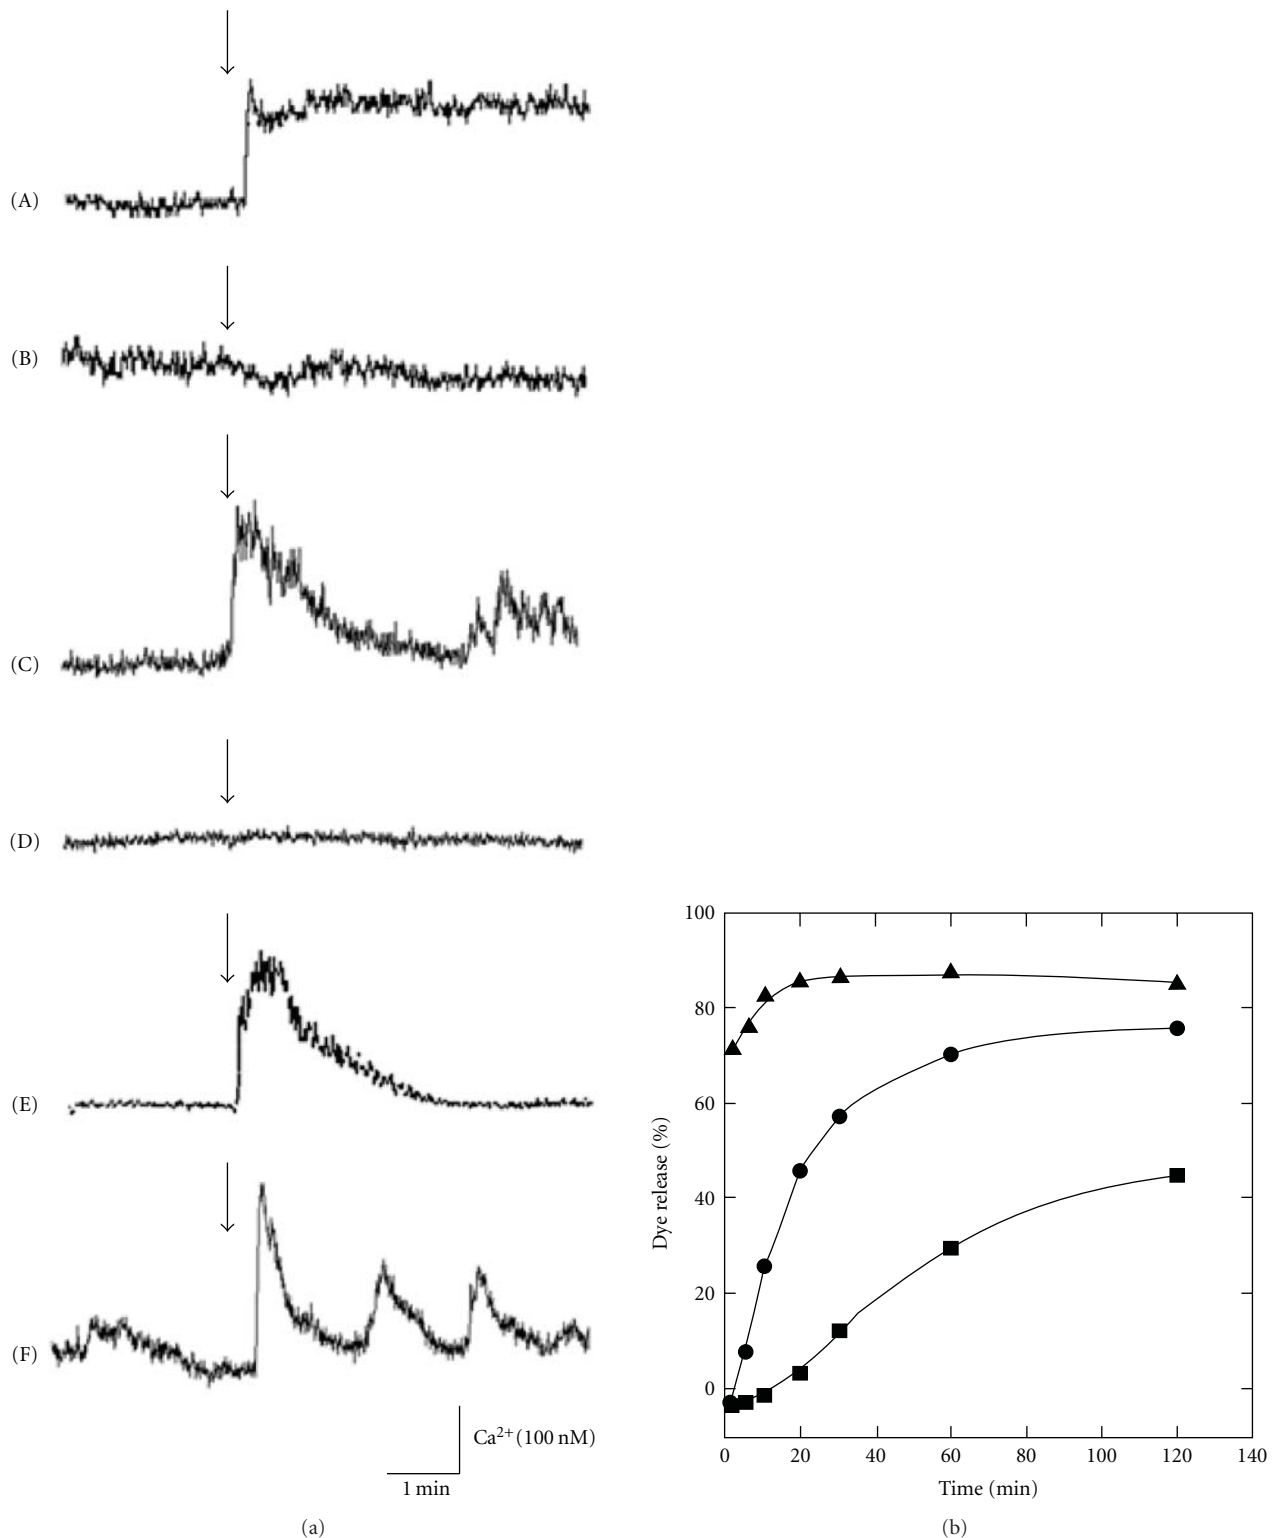 (A)
(B)
(C)
(D)
(E)
(F)
Ca²⁺ (100 nM)
1 min
(a)
100
80
60
40
20
0
Dye release (%)
0 20 40 60 80 100 120 140
Time (min)
(b)